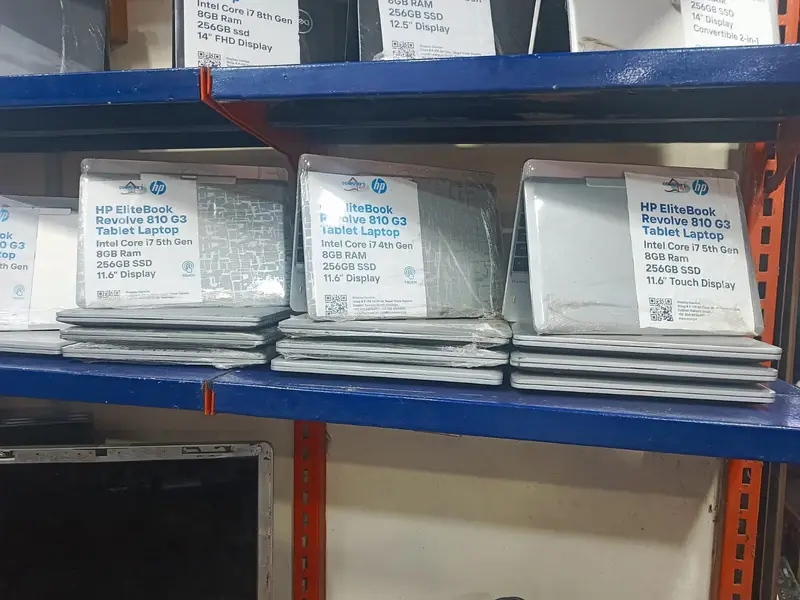 Intel Core i7 8th Gen
8GB Ram
256GB SSD
14" FHD Display
DELL
8GB RAM
256GB SSD
12.5" Display
256GB SSD
14" Display
Convertible 2-in-1
hp
HP EliteBook
Revolve 810 G3
Tablet Laptop
Intel Core i7 5th Gen
8GB Ram
256GB SSD
11.6" Display
TOUCH
hp
HP EliteBook
Revolve 810 G3
Tablet Laptop
Intel Core i7 4th Gen
8GB RAM
256GB SSD
11.6" Display
TOUCH
hp
HP EliteBook
Revolve 810 G3
Tablet Laptop
Intel Core i7 5th Gen
8GB Ram
256GB SSD
11.6" Touch Display